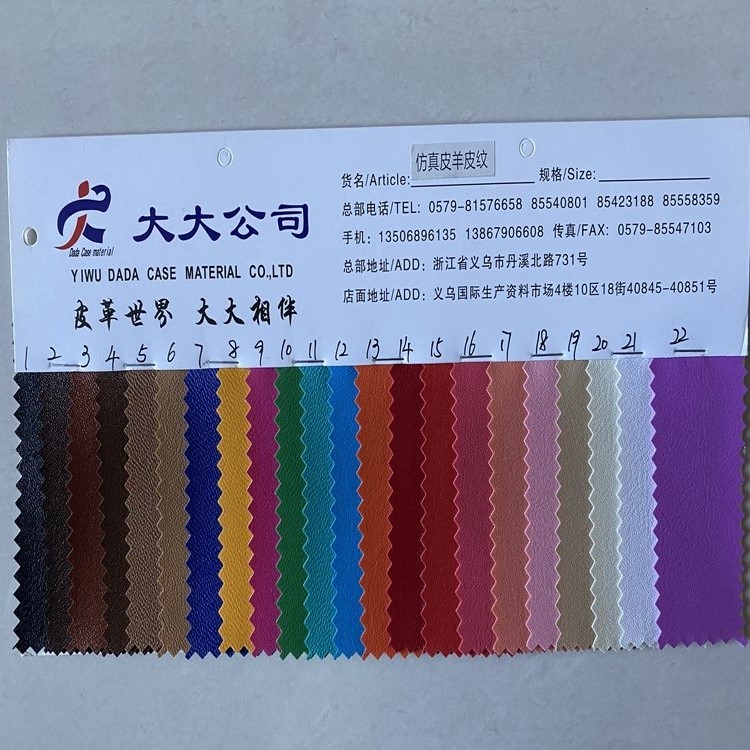 仿真皮羊皮纹
货名/Article: 规格/Size:
总部电话/TEL: 0579-81576658 85540801 85423188 85558359
手机: 13506896135 13867906608 传真/FAX: 0579-85547103
总部地址/ADD: 浙江省义乌市丹溪北路731号
店面地址/ADD: 义乌国际生产资料市场4楼10区18街40845-40851号
Dada Case material
大大公司
YIWU DADA CASE MATERIAL CO.,LTD
皮革世界 大大相伴
1 2 3 4 5 6 7 8 9 10 11 12 13 14 15 16 17 18 19 20 21 22